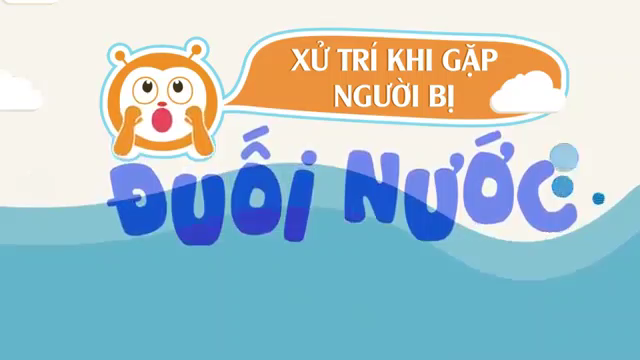 XỬ TRÍ KHI GẶP
NGƯỜI BỊ
ĐUỐI NƯỚC